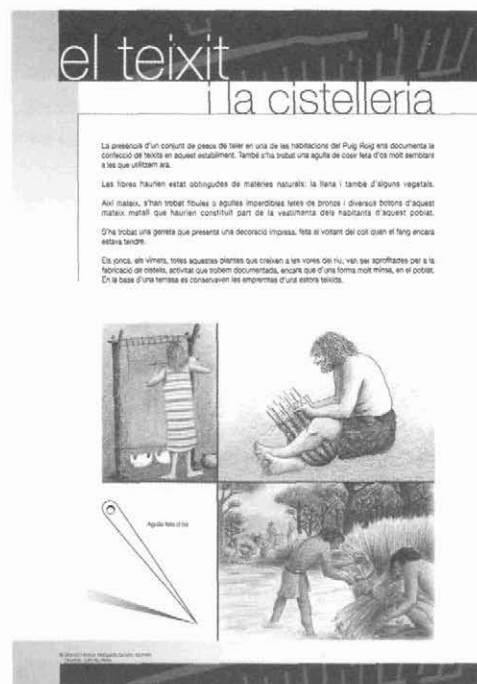 el teixit
i la cistelleria
La presència d'un conjunt de pesos de teler en una de les habitacions del Puig Roig ens documenta la
confecció de teixits en aquest establiment. També s'ha trobat una agulla de coser feta d'os molt semblant
a les que utilitzem ara.
Les fibres haurien estat obtingudes de matèries naturals: la llana i també d'alguns vegetals.
Així mateix, s'han trobat fíbules o agulles imperdibles fetes de bronze i diversos botons d'aquest
mateix metall que haurien constituït part de la vestimenta dels habitants d'aquest poblat.
S'ha trobat una gerreta que presenta una decoració impresa, feta al voltant del coll quan el fang encara
estava tendre.
Els joncs, els vímets, totes aquestes plantes que creixen a les vores del riu, van ser aprofitades per a la
fabricació de cistells, activitat que trobem documentada, encara que d'una forma molt minsa, en el poblat.
En la base d'una terrassa es conservaven les empremtes d'una estora teixida.
Agulla feta d'os